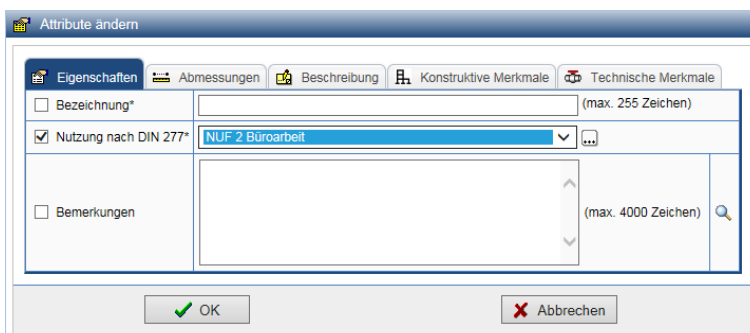 Attribute ändern
Eigenschaften Abmessungen Beschreibung Konstruktive Merkmale Technische Merkmale
Bezeichnung* (max. 255 Zeichen)
Nutzung nach DIN 277* NUF 2 Büroarbeit ...
Bemerkungen (max. 4000 Zeichen)
OK Abbrechen